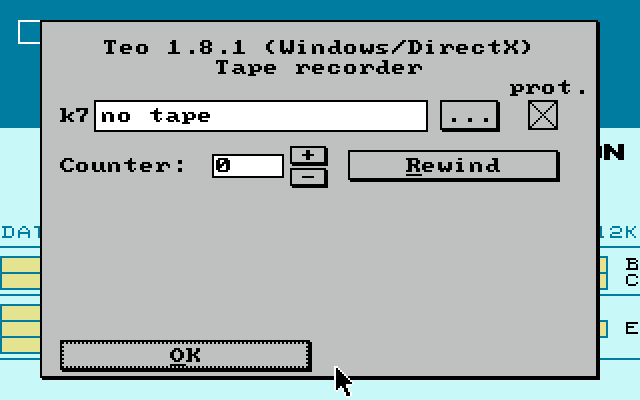 Teo 1.8.1 (Windows/DirectX)
Tape recorder
prot.
k7 no tape ...
Counter: 0 + - Rewind
OK
DAT
12K
B
C
E